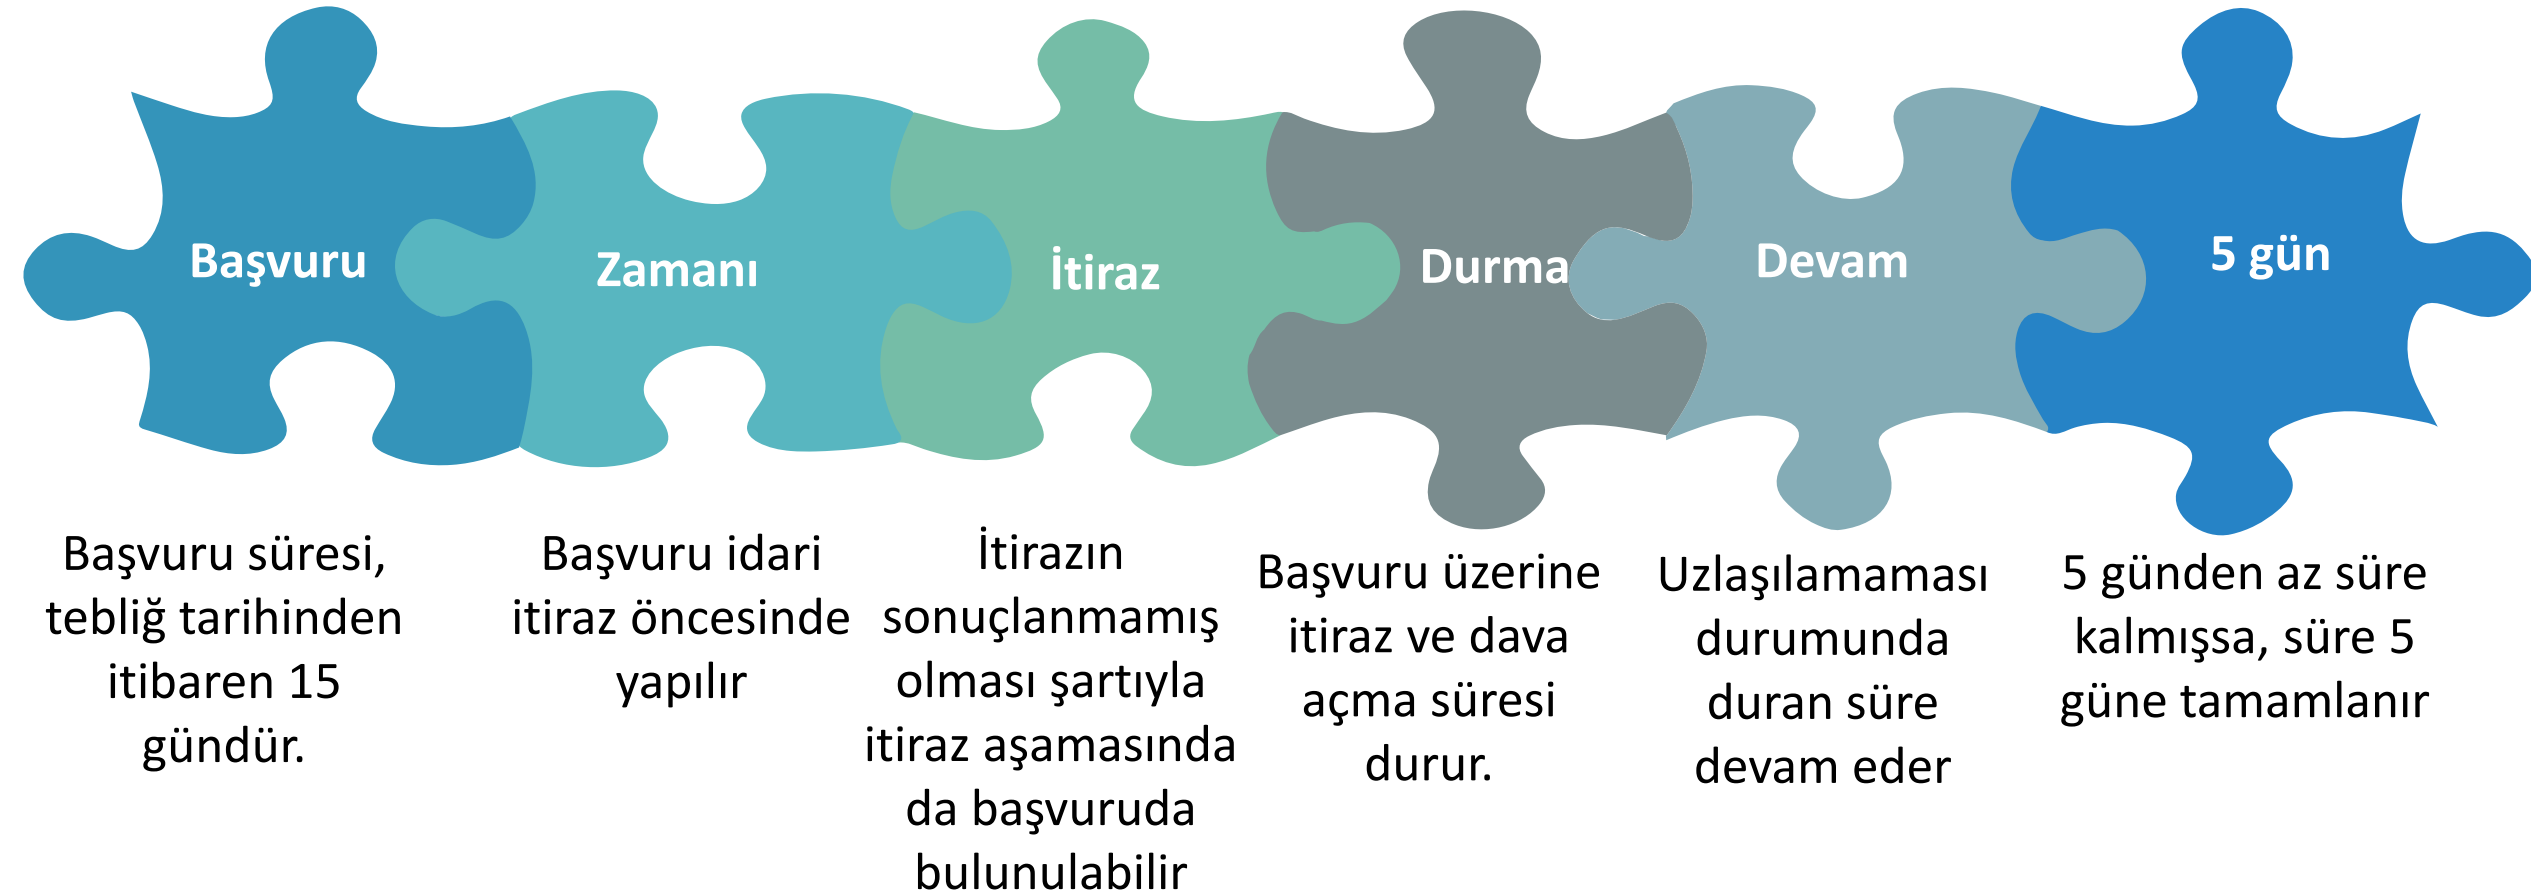 Başvuru
Zamanı
İtiraz
Durma
Devam
5 gün
Başvuru süresi,
tebliğ tarihinden
itibaren 15
gündür.
Başvuru idari
itiraz öncesinde
yapılır
İtirazın
sonuçlanmamış
olması şartıyla
itiraz aşamasında
da başvuruda
bulunulabilir
Başvuru üzerine
itiraz ve dava
açma süresi
durur.
Uzlaşılamaması
durumunda
duran süre
devam eder
5 günden az süre
kalmışsa, süre 5
güne tamamlanır